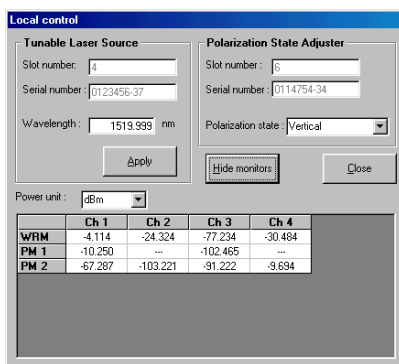 Local control
Tunable Laser Source
Slot number: 4
Serial number : 0123456-37
Wavelength : 1519.999 nm
Apply
Polarization State Adjuster
Slot number : 6
Serial number : 0114754-34
Polarization state : Vertical
Hide monitors
Close
Power unit : dBm
Ch 1 Ch 2 Ch 3 Ch 4
WRM -4.114 -24.324 -77.234 -30.484
PM 1 -10.250 --- -102.465 ---
PM 2 -67.287 -103.221 -91.222 -9.694